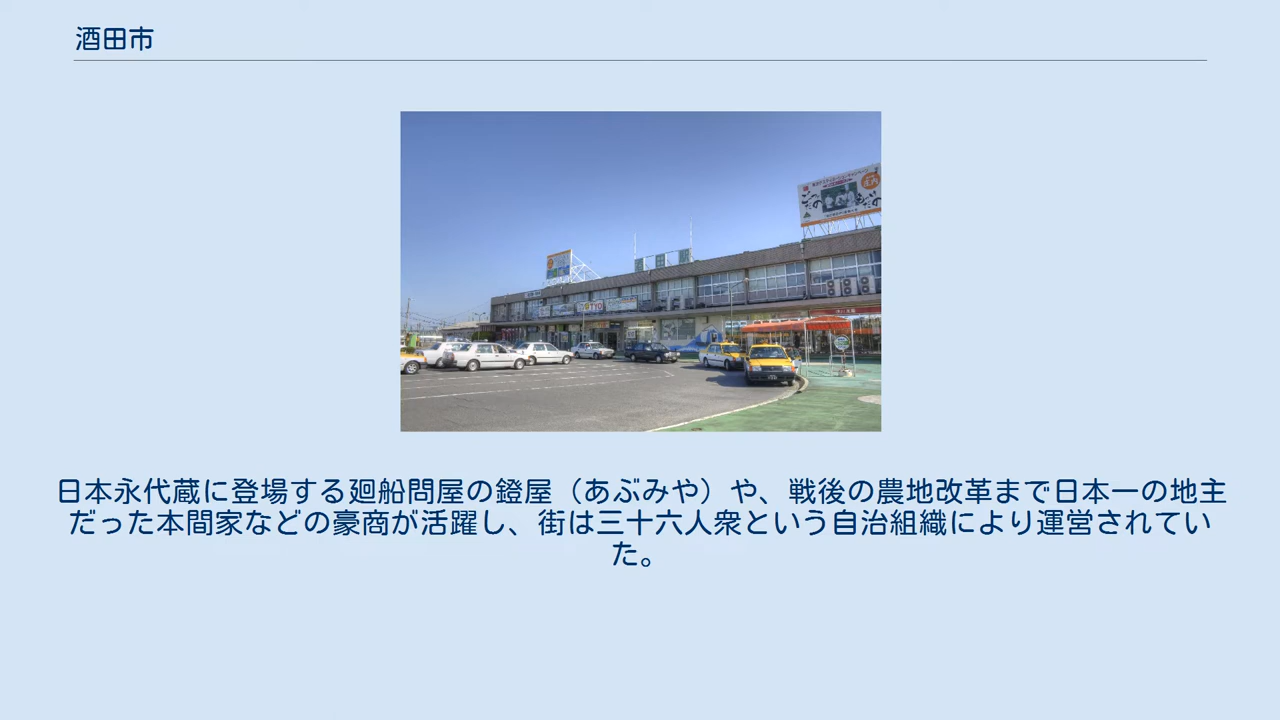 酒田市
酒田駅
日本永代蔵に登場する廻船問屋の鐙屋（あぶみや）や、戦後の農地改革まで日本一の地主
だった本間家などの豪商が活躍し、街は三十六人衆という自治組織により運営されてい
た。